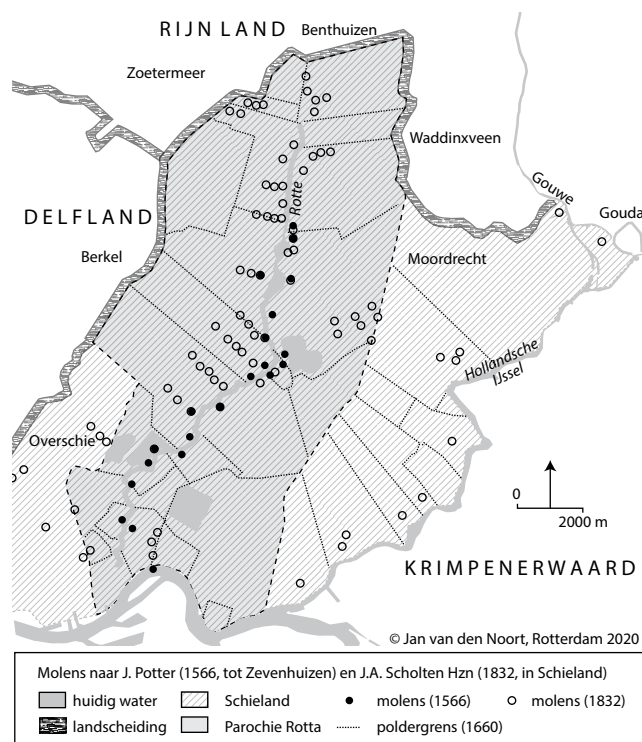 RIJNLAND
Benthuizen
Zoetermeer
Waddinxveen
Rotte
Gouwe
Gouda
DELFLAND
Berkel
Moordrecht
Hollandsche
IJssel
Overschie
0
2000 m
KRIMPENERWAARD
© Jan van den Noort, Rotterdam 2020
Molens naar J. Potter (1566, tot Zevenhuizen) en J.A. Scholten Hzn (1832, in Schieland)
huidig water Schieland molens (1566) molens (1832)
landscheiding Parochie Rotta poldergrens (1660)